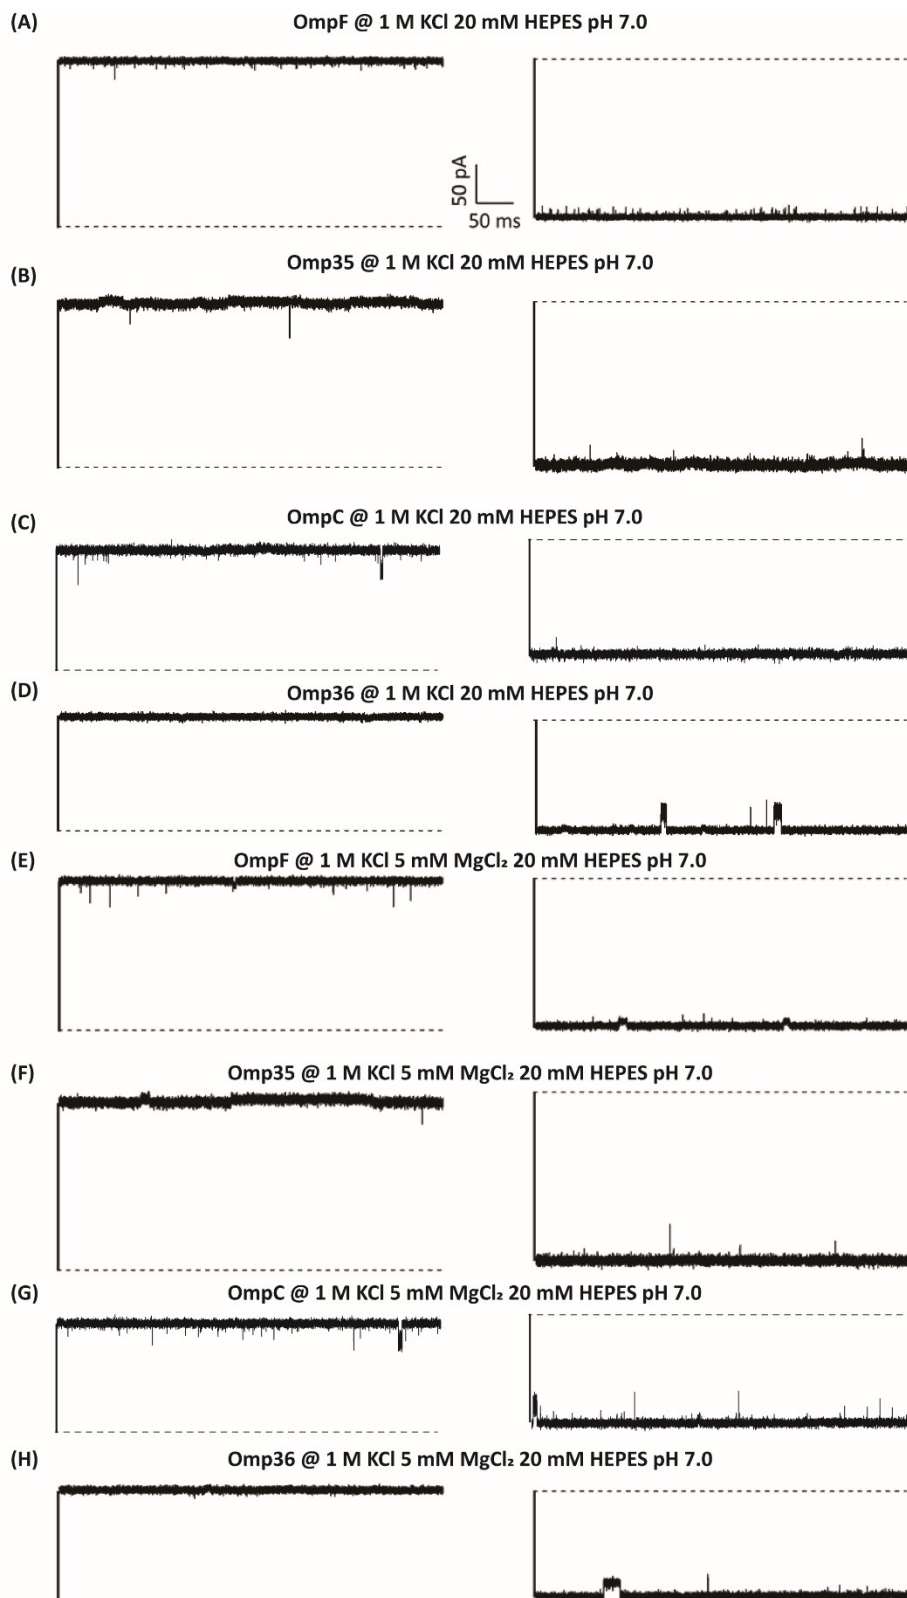 (A)
OmpF @ 1 M KCl 20 mM HEPES pH 7.0
50 pA
50 ms
(B)
Omp35 @ 1 M KCl 20 mM HEPES pH 7.0
(C)
OmpC @ 1 M KCl 20 mM HEPES pH 7.0
(D)
Omp36 @ 1 M KCl 20 mM HEPES pH 7.0
(E)
OmpF @ 1 M KCl 5 mM MgCl₂ 20 mM HEPES pH 7.0
(F)
Omp35 @ 1 M KCl 5 mM MgCl₂ 20 mM HEPES pH 7.0
(G)
OmpC @ 1 M KCl 5 mM MgCl₂ 20 mM HEPES pH 7.0
(H)
Omp36 @ 1 M KCl 5 mM MgCl₂ 20 mM HEPES pH 7.0